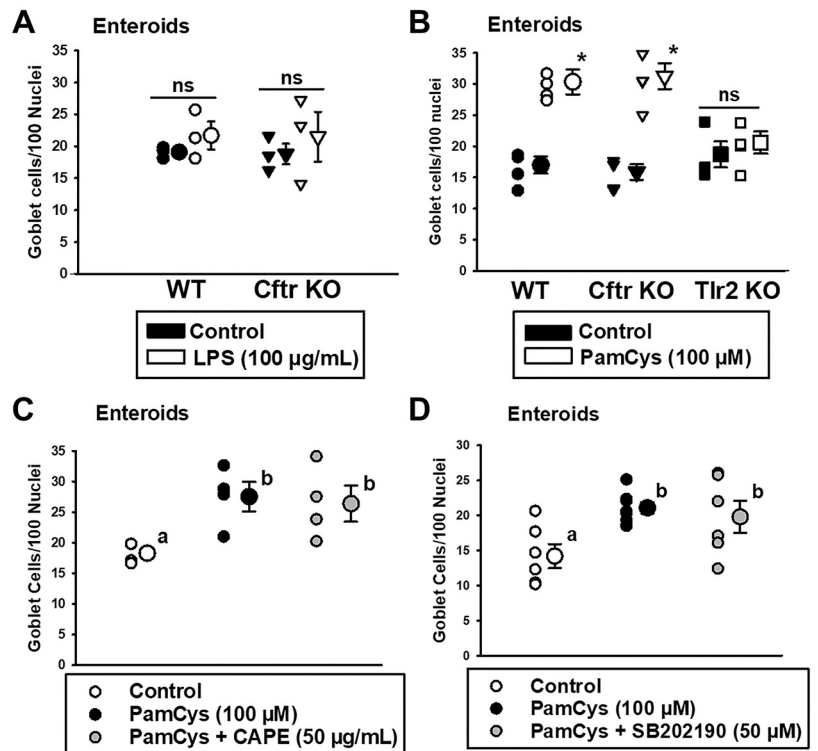 A
Enteroids
Goblet Cells/100 Nuclei
35
30
25
20
15
10
5
0
ns
ns
WT
Cftr KO
Control
LPS (100 µg/mL)
B
Enteroids
Goblet cells/100 nuclei
35
30
25
20
15
10
5
0
*
*
ns
WT
Cftr KO
Tlr2 KO
Control
PamCys (100 µM)
C
Enteroids
Goblet Cells/100 Nuclei
35
30
25
20
15
10
5
0
a
b
b
Control
PamCys (100 µM)
PamCys + CAPE (50 µg/mL)
D
Enteroids
Goblet Cells/100 Nuclei
30
25
20
15
10
5
0
a
b
b
Control
PamCys (100 µM)
PamCys + SB202190 (50 µM)